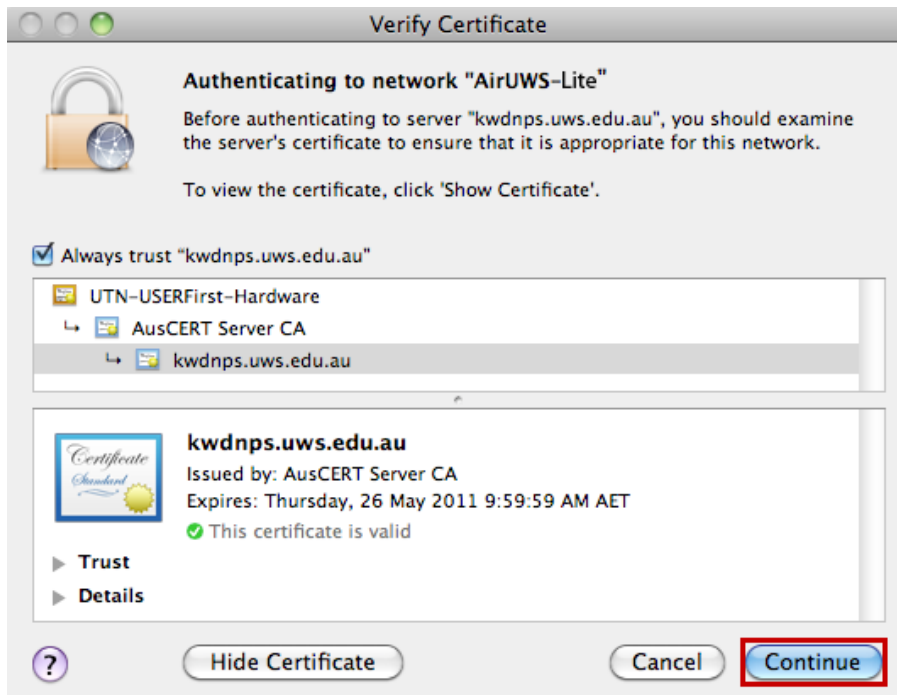 Verify Certificate
Authenticating to network "AirUWS-Lite"
Before authenticating to server "kwdnps.uws.edu.au", you should examine
the server's certificate to ensure that it is appropriate for this network.
To view the certificate, click 'Show Certificate'.
Always trust "kwdnps.uws.edu.au"
UTN-USERFirst-Hardware
AusCERT Server CA
kwdnps.uws.edu.au
Certificate
Standard
kwdnps.uws.edu.au
Issued by: AusCERT Server CA
Expires: Thursday, 26 May 2011 9:59:59 AM AET
This certificate is valid
Trust
Details
? Hide Certificate Cancel Continue